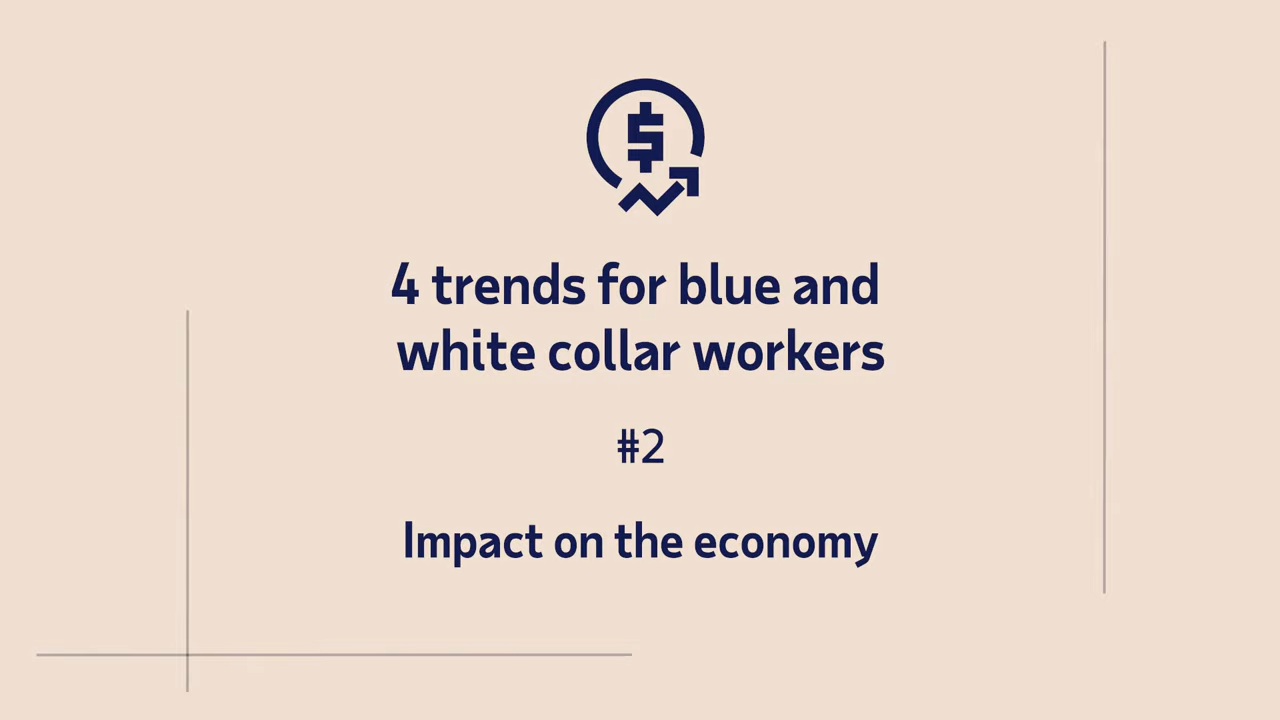 $
4 trends for blue and
white collar workers
#2
Impact on the economy